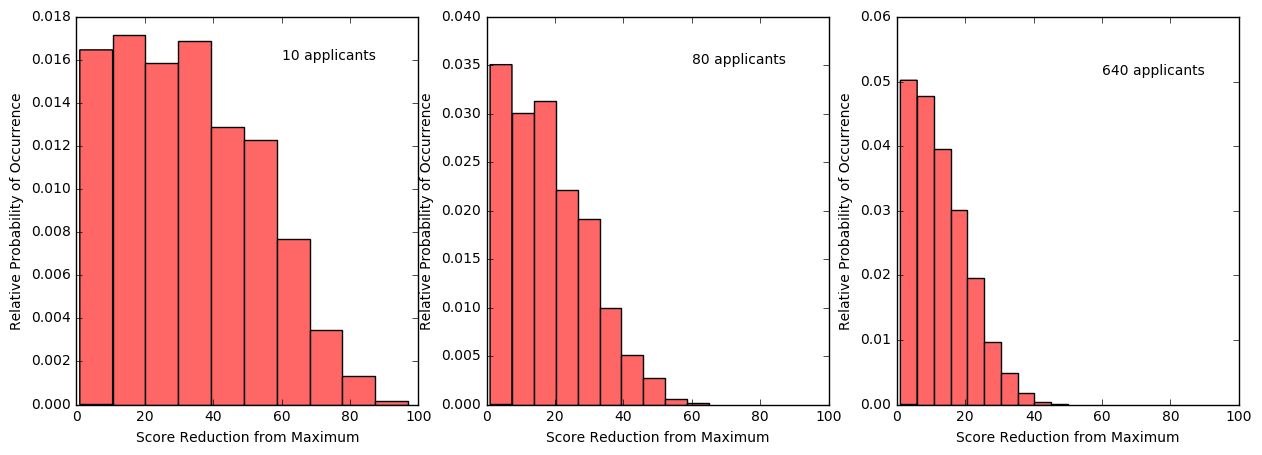 0.018
0.016
0.014
0.012
0.010
0.008
0.006
0.004
0.002
0.000
Relative Probability of Occurrence
10 applicants
0 20 40 60 80 100
Score Reduction from Maximum
0.040
0.035
0.030
0.025
0.020
0.015
0.010
0.005
0.000
Relative Probability of Occurrence
80 applicants
0 20 40 60 80 100
Score Reduction from Maximum
0.06
0.05
0.04
0.03
0.02
0.01
0.00
Relative Probability of Occurrence
640 applicants
0 20 40 60 80 100
Score Reduction from Maximum